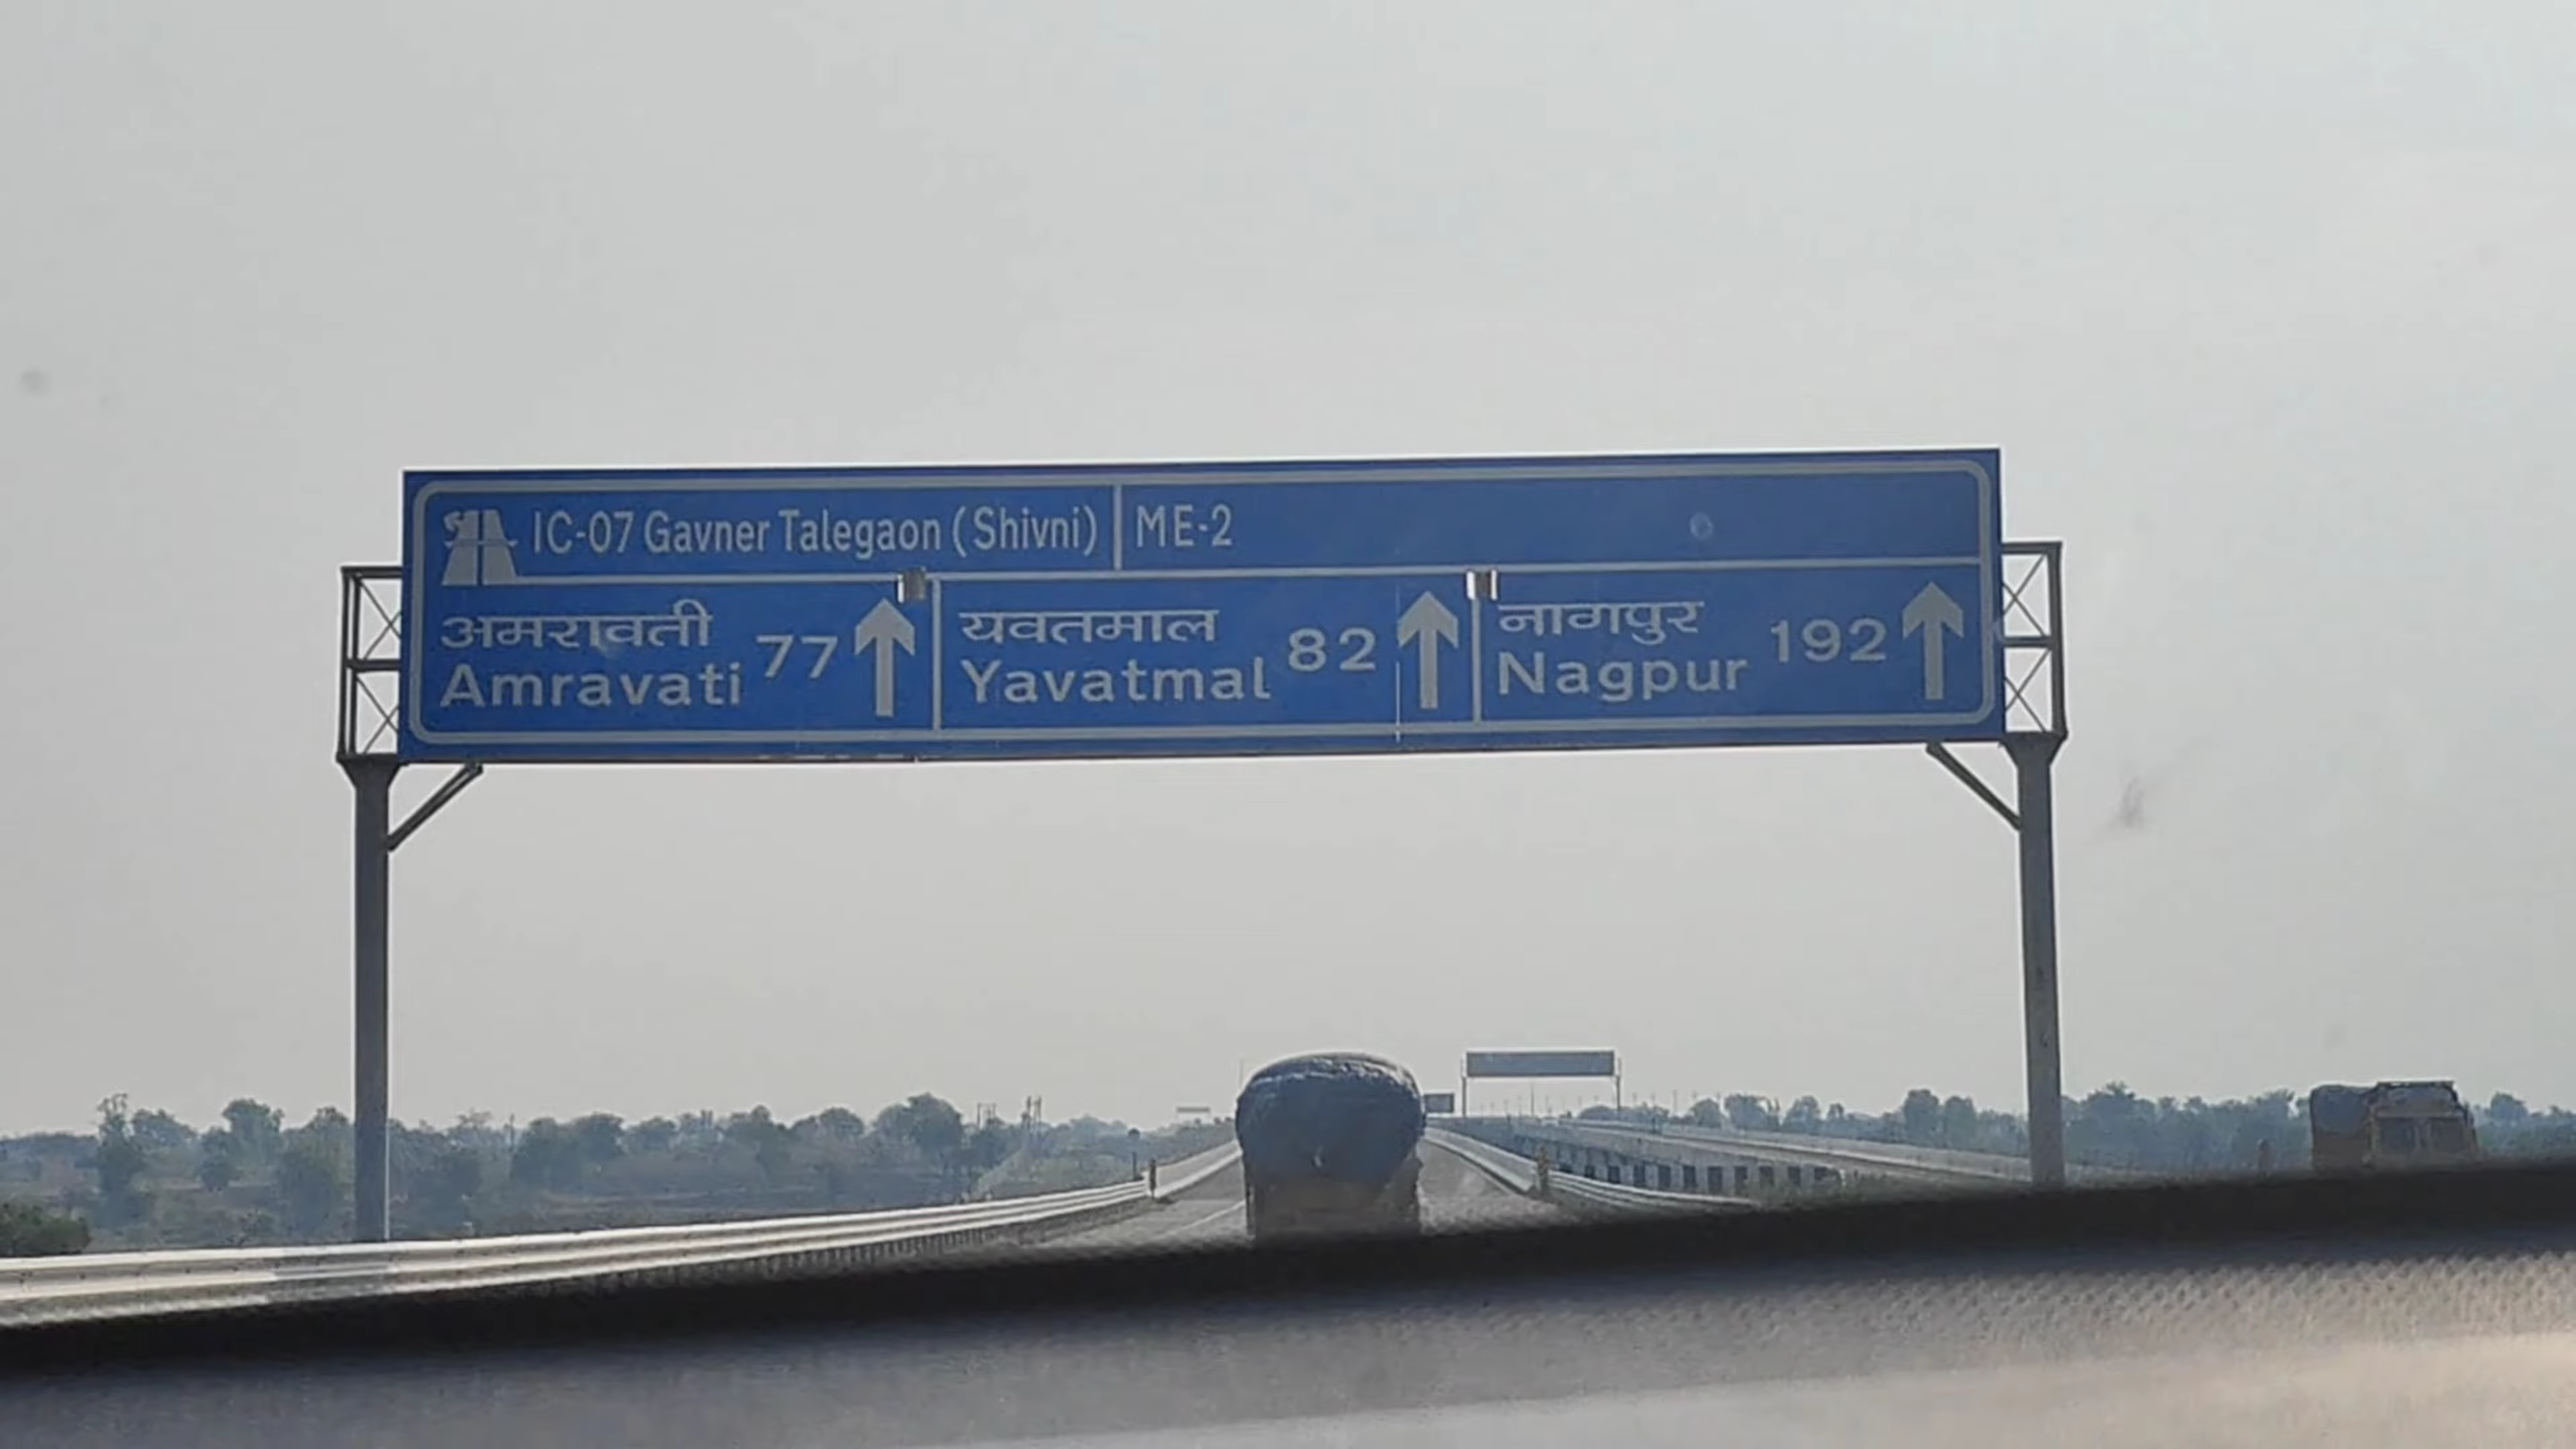 IC-07 Gavner Talegaon (Shivni) ME-2
अमरावती
Amravati 77
यवतमाल
Yavatmal 82
नागपुर
Nagpur 192